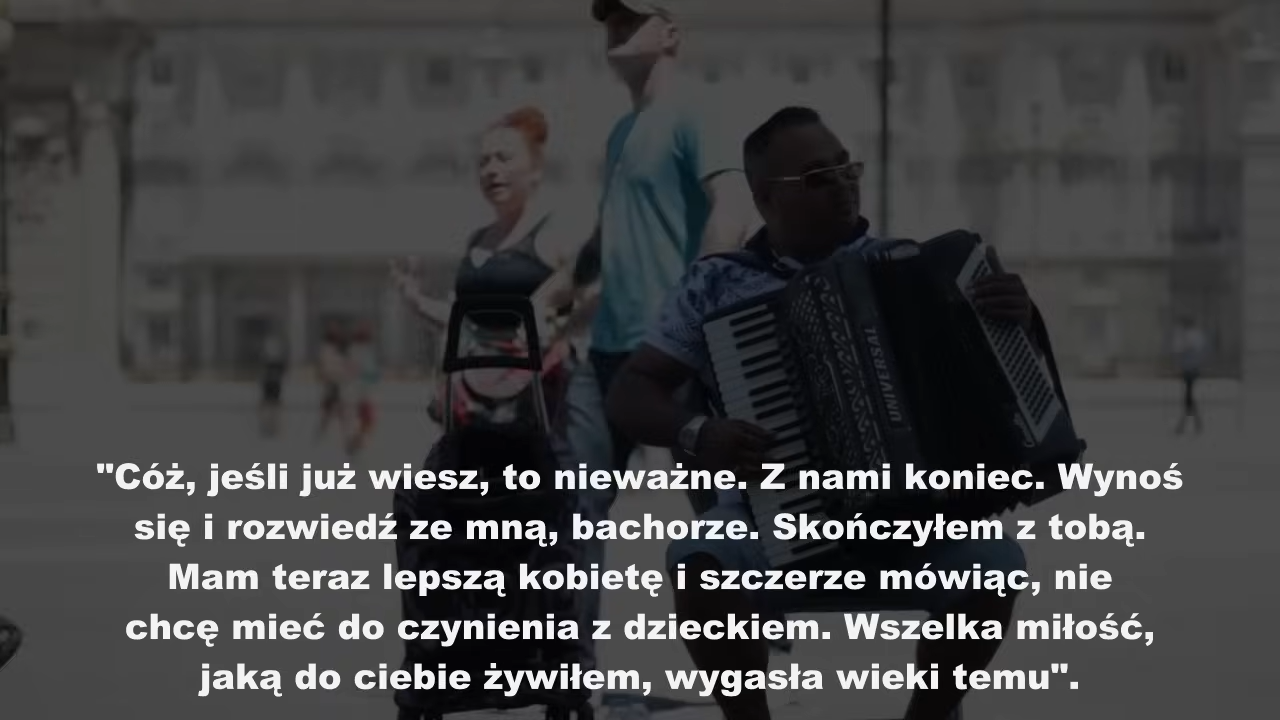 UNIVERSAL
"Cóż, jeśli już wiesz, to nieważne. Z nami koniec. Wynoś
się i rozwiedź ze mną, bachorze. Skończyłem z tobą.
Mam teraz lepszą kobietę i szczerze mówiąc, nie
chcę mieć do czynienia z dzieckiem. Wszelka miłość,
jaką do ciebie żywiłem, wygasła wieki temu".